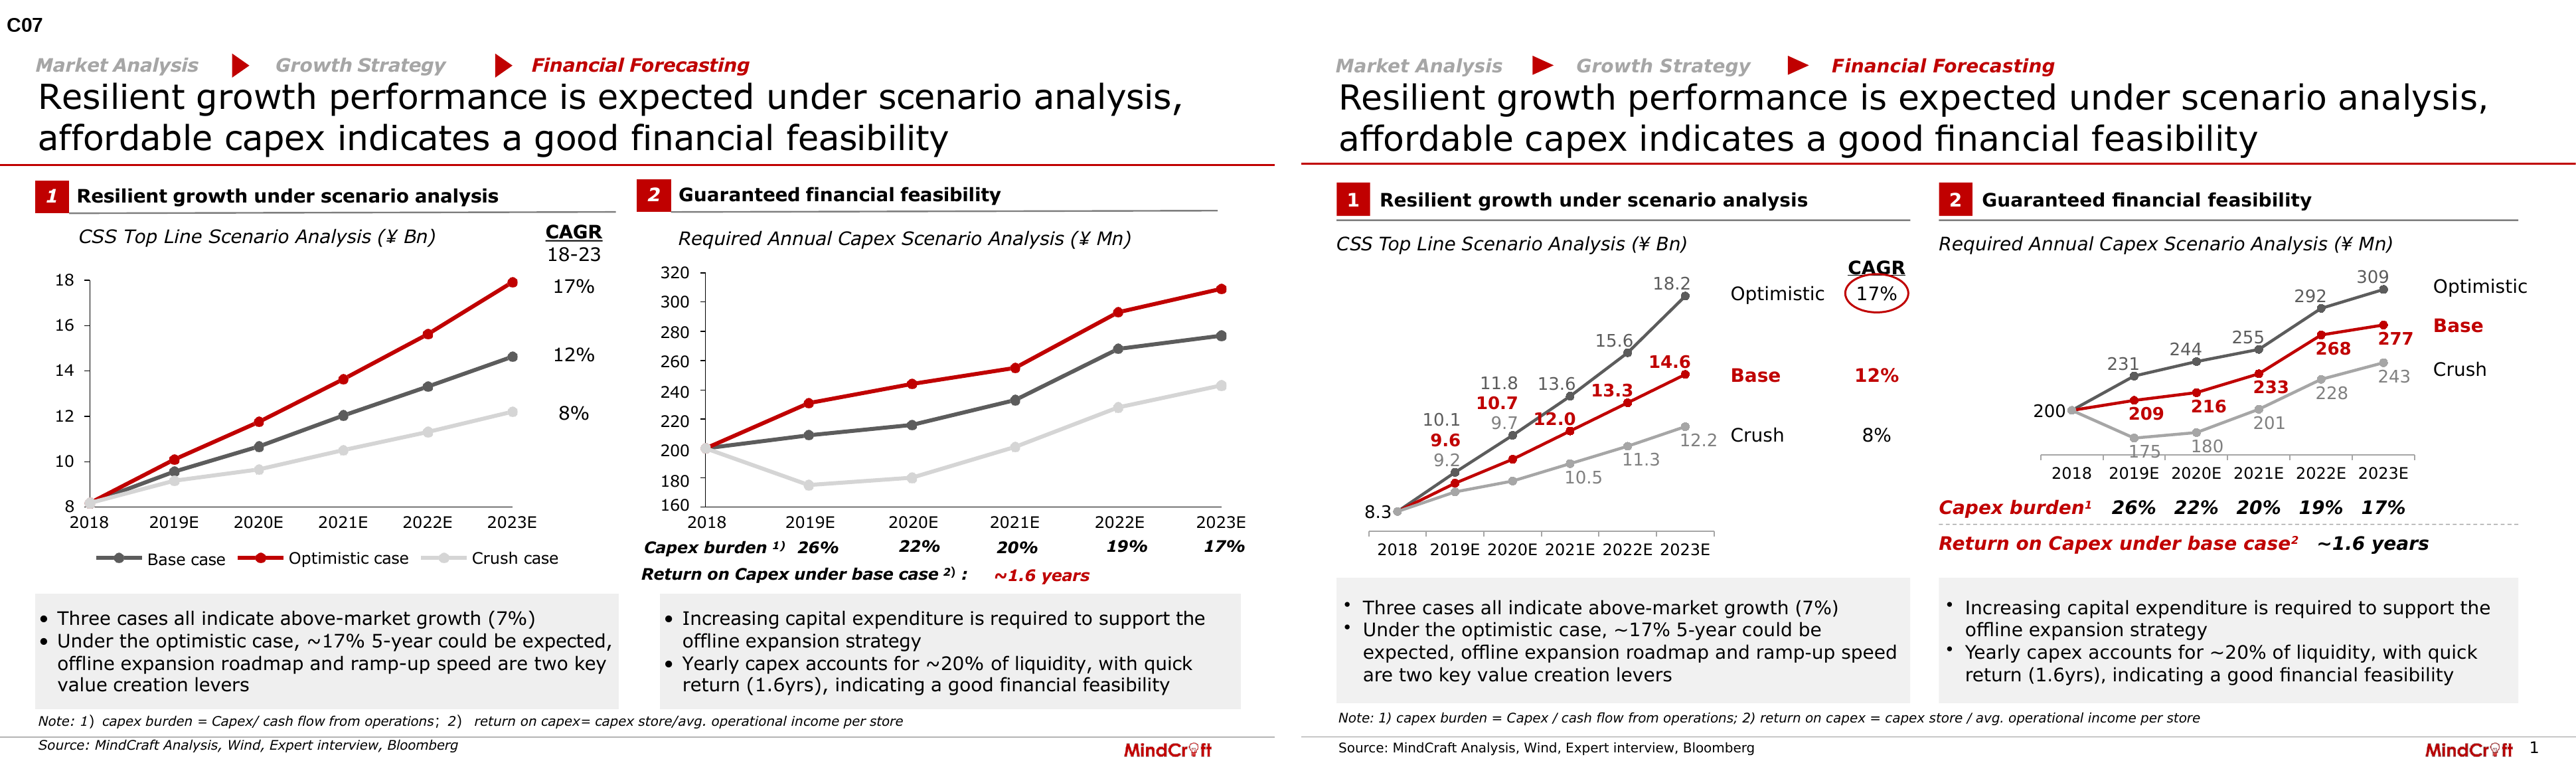 C07
Market Analysis Growth Strategy Financial Forecasting
Resilient growth performance is expected under scenario analysis,
affordable capex indicates a good financial feasibility
1 Resilient growth under scenario analysis
CSS Top Line Scenario Analysis (¥ Bn)
CAGR
18-23
18
16
14
12
10
8
17%
12%
8%
2018 2019E 2020E 2021E 2022E 2023E
Base case Optimistic case Crush case
• Three cases all indicate above-market growth (7%)
• Under the optimistic case, ~17% 5-year could be expected,
offline expansion roadmap and ramp-up speed are two key
value creation levers
2 Guaranteed financial feasibility
Required Annual Capex Scenario Analysis (¥ Mn)
320
300
280
260
240
220
200
180
160
2018 2019E 2020E 2021E 2022E 2023E
Capex burden 1) 26% 22% 20% 19% 17%
Return on Capex under base case 2) : ~1.6 years
• Increasing capital expenditure is required to support the
offline expansion strategy
• Yearly capex accounts for ~20% of liquidity, with quick
return (1.6yrs), indicating a good financial feasibility
Note: 1) capex burden = Capex/ cash flow from operations; 2) return on capex= capex store/avg. operational income per store
Source: MindCraft Analysis, Wind, Expert interview, Bloomberg
MindCraft
Market Analysis Growth Strategy Financial Forecasting
Resilient growth performance is expected under scenario analysis,
affordable capex indicates a good financial feasibility
1 Resilient growth under scenario analysis
CSS Top Line Scenario Analysis (¥ Bn)
CAGR
18.2 Optimistic 17%
15.6
14.6 Base 12%
11.8 13.6 13.3
10.7
10.1 9.7 12.0
9.6 12.2 Crush 8%
9.2 11.3
10.5
8.3
2018 2019E 2020E 2021E 2022E 2023E
• Three cases all indicate above-market growth (7%)
• Under the optimistic case, ~17% 5-year could be
expected, offline expansion roadmap and ramp-up speed
are two key value creation levers
2 Guaranteed financial feasibility
Required Annual Capex Scenario Analysis (¥ Mn)
309 Optimistic
292
255 277 Base
231 244 268
243 Crush
233 228
200 209 216
201
175 180
2018 2019E 2020E 2021E 2022E 2023E
Capex burden¹ 26% 22% 20% 19% 17%
Return on Capex under base case² ~1.6 years
• Increasing capital expenditure is required to support the
offline expansion strategy
• Yearly capex accounts for ~20% of liquidity, with quick
return (1.6yrs), indicating a good financial feasibility
Note: 1) capex burden = Capex / cash flow from operations; 2) return on capex = capex store / avg. operational income per store
Source: MindCraft Analysis, Wind, Expert interview, Bloomberg
MindCraft 1